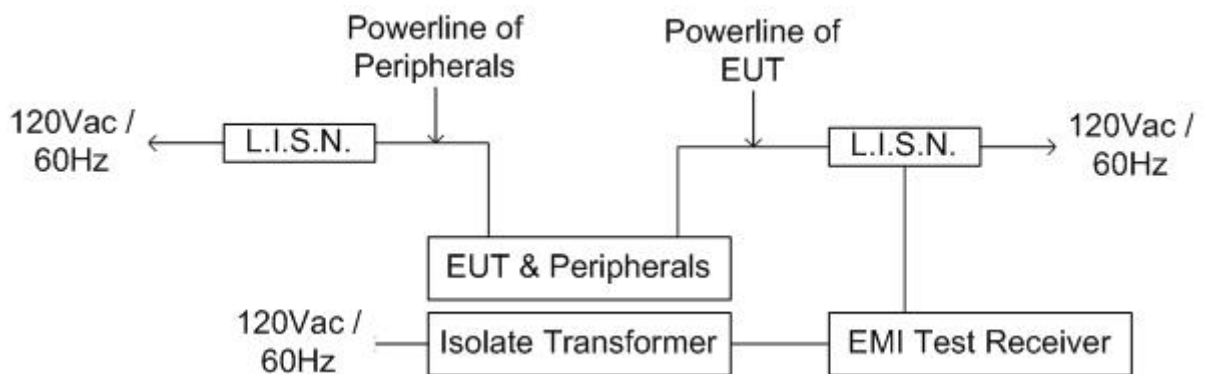 Powerline of
Peripherals
Powerline of
EUT
120Vac /
60Hz
L.I.S.N.
L.I.S.N.
120Vac /
60Hz
EUT & Peripherals
120Vac /
60Hz
Isolate Transformer
EMI Test Receiver